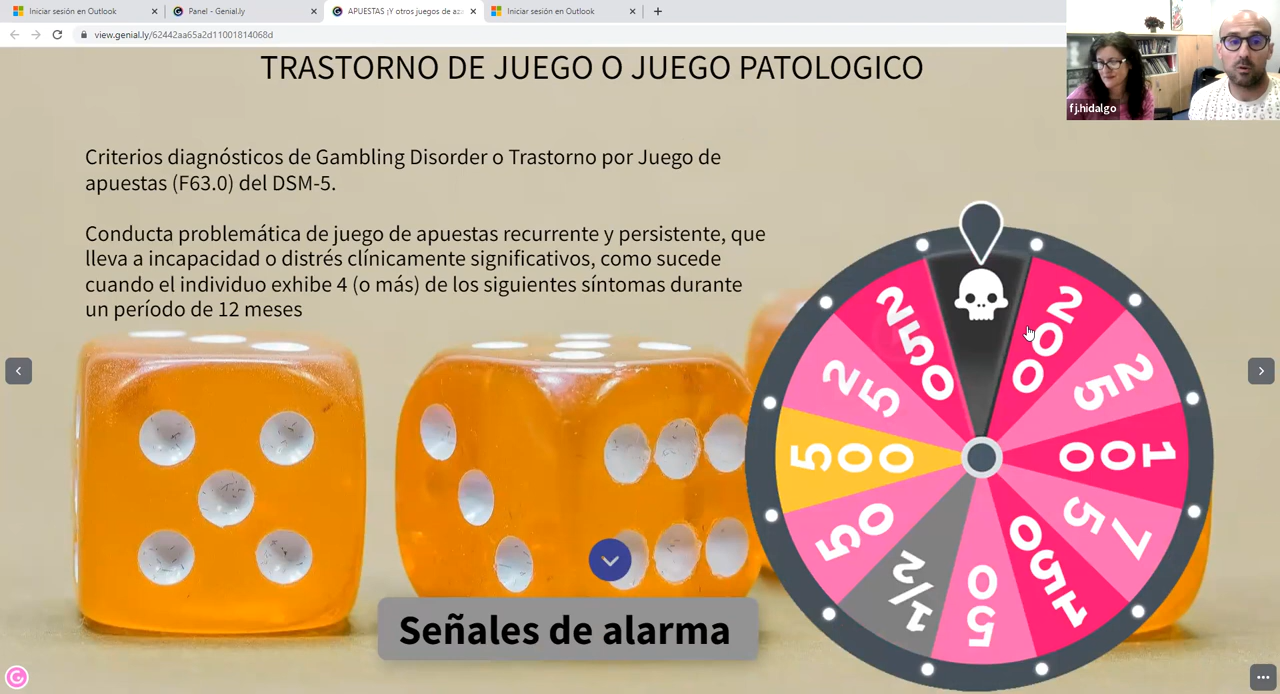 Iniciar sesión en Outlook
Panel - Genial.ly
APUESTAS ¡Y otros juegos de aza
Iniciar sesión en Outlook
view.genial.ly/62442aa65a2d11001814068d
TRASTORNO DE JUEGO O JUEGO PATOLOGICO
f j.hidalgo
Criterios diagnósticos de Gambling Disorder o Trastorno por Juego de
apuestas (F63.0) del DSM-5.
Conducta problemática de juego de apuestas recurrente y persistente, que
lleva a incapacidad o distrés clínicamente significativos, como sucede
cuando el individuo exhibe 4 (o más) de los siguientes síntomas durante
un período de 12 meses
200
25
100
75
150
50
1/2
50
500
25
250
Señales de alarma